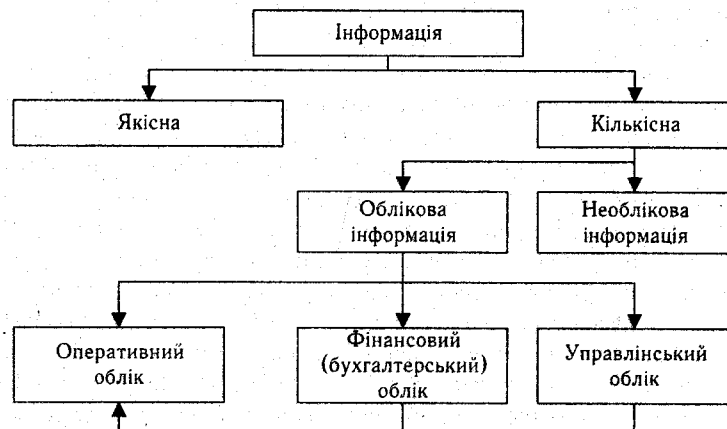 Інформація
Якісна
Кількісна
Облікова
інформація
Необлікова
інформація
Оперативний
облік
Фінансовий
(бухгалтерський)
облік
Управлінський
облік